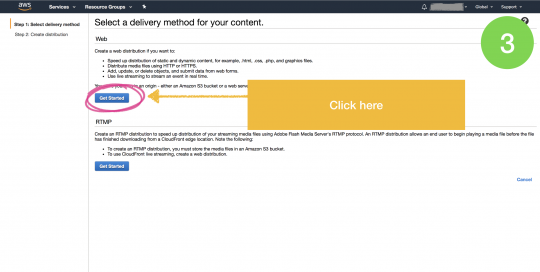 aws Services Resource Groups Global Support
Step 1: Select delivery method
Step 2: Create distribution
Select a delivery method for your content.
3
Web
Create a web distribution if you want to:
Speed up distribution of static and dynamic content, for example, .html, .css, .php, and graphics files.
Distribute media files using HTTP or HTTPS.
Add, update, or delete objects, and submit data from web forms.
Use live streaming to stream an event in real time.
origin - either an Amazon S3 bucket or a web serv
Get Started
Click here
RTMP
Create an RTMP distribution to speed up distribution of your streaming media files using Adobe Flash Media Server's RTMP protocol. An RTMP distribution allows an end user to begin playing a media file before the
file has finished downloading from a CloudFront edge location. Note the following:
To create an RTMP distribution, you must store the media files in an Amazon S3 bucket.
To use CloudFront live streaming, create a web distribution.
Get Started
Cancel